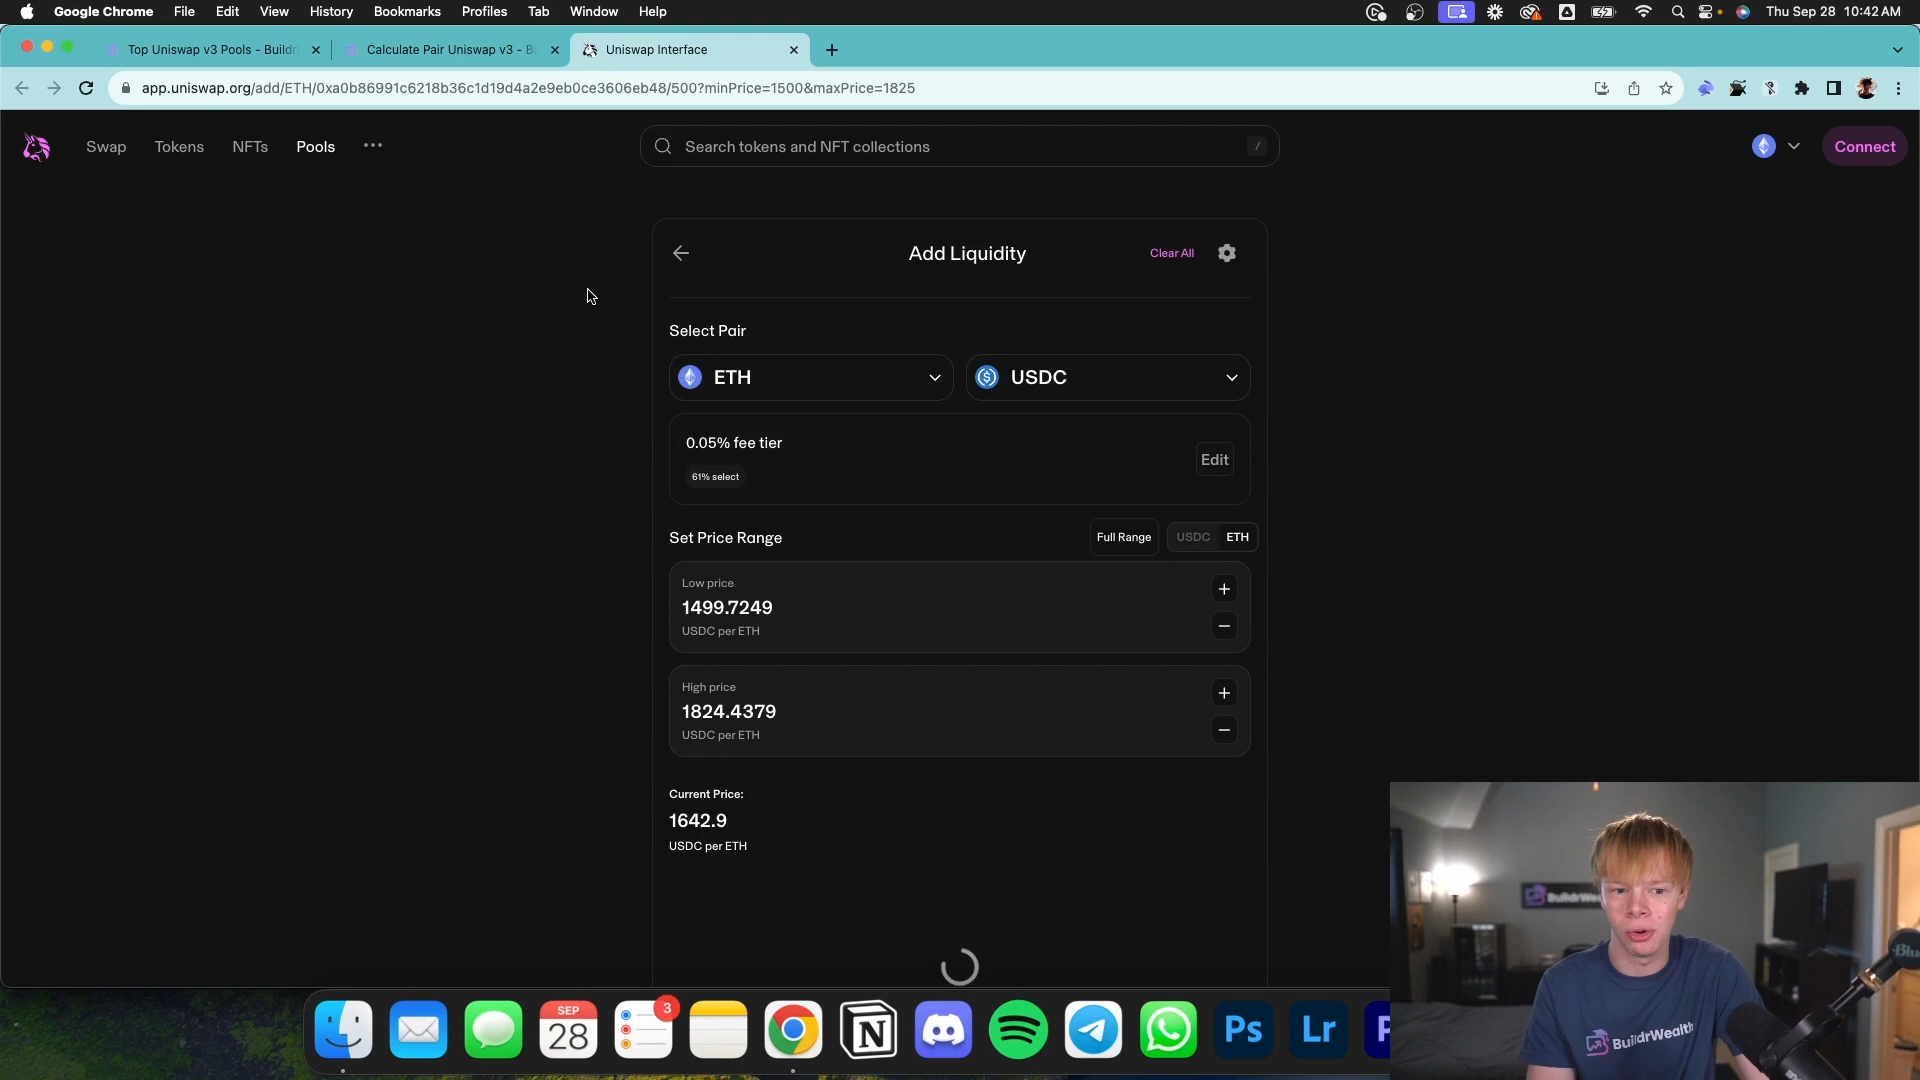 Google Chrome File Edit View History Bookmarks Profiles Tab Window Help Thu Sep 28 10:42 AM
Top Uniswap v3 Pools - Buildr Calculate Pair Uniswap v3 - Bu Uniswap Interface
app.uniswap.org/add/ETH/0xa0b86991c6218b36c1d19d4a2e9eb0ce3606eb48/500?minPrice=1500&maxPrice=1825
Swap Tokens NFTs Pools Search tokens and NFT collections / Connect
Add Liquidity Clear All
Select Pair
ETH USDC
0.05% fee tier
61% select
Edit
Set Price Range Full Range USDC ETH
Low price
1499.7249
USDC per ETH
High price
1824.4379
USDC per ETH
Current Price:
1642.9
USDC per ETH
SEP
28
3
Ps Lr
BuildrWealth
Blu